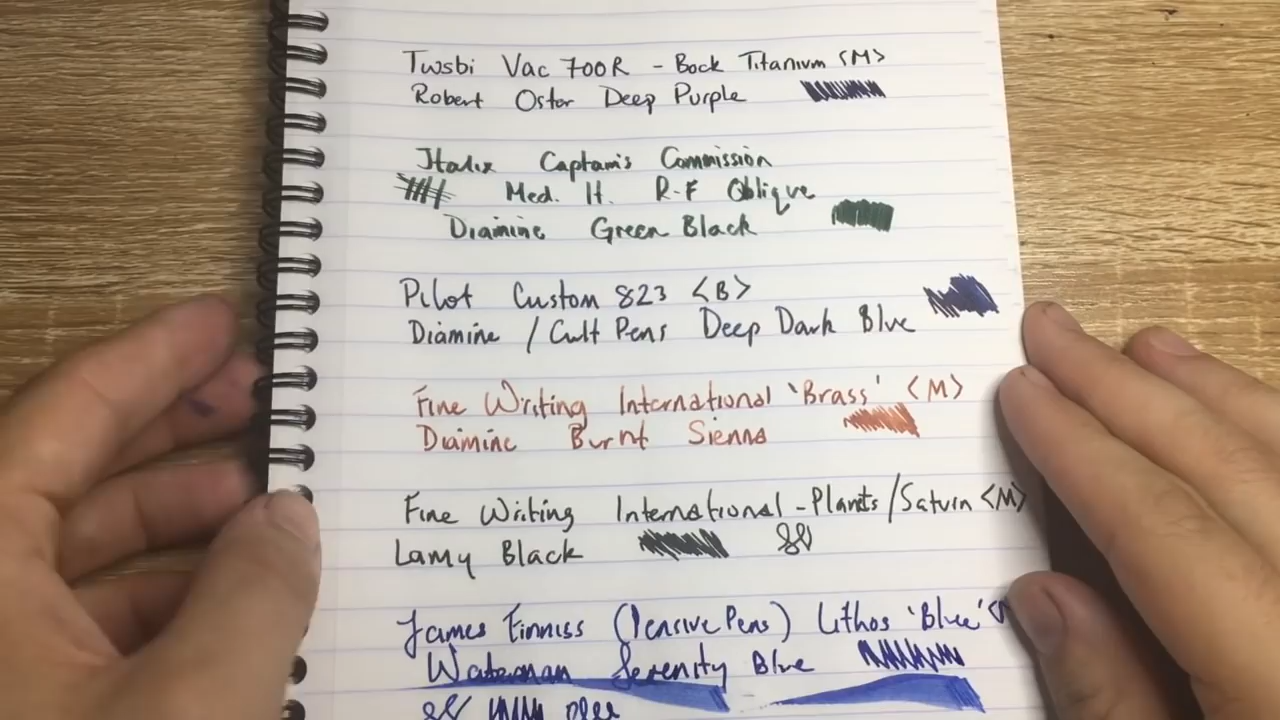 Twsbi Vac 700R - Bock Titanium <M>
Robert Oster Deep Purple
Italix Captain's Commission
Med. It. R-F Oblique
Diamine Green Black
Pilot Custom 823 <B>
Diamine / Cult Pens Deep Dark Blue
Fine Writing International 'Brass' <M>
Diamine Burnt Sienna
Fine Writing International - Planets / Saturn <M>
Lamy Black
James Finniss (Pensive Pens) Lithos 'Blue'
Waterman Serenity Blue